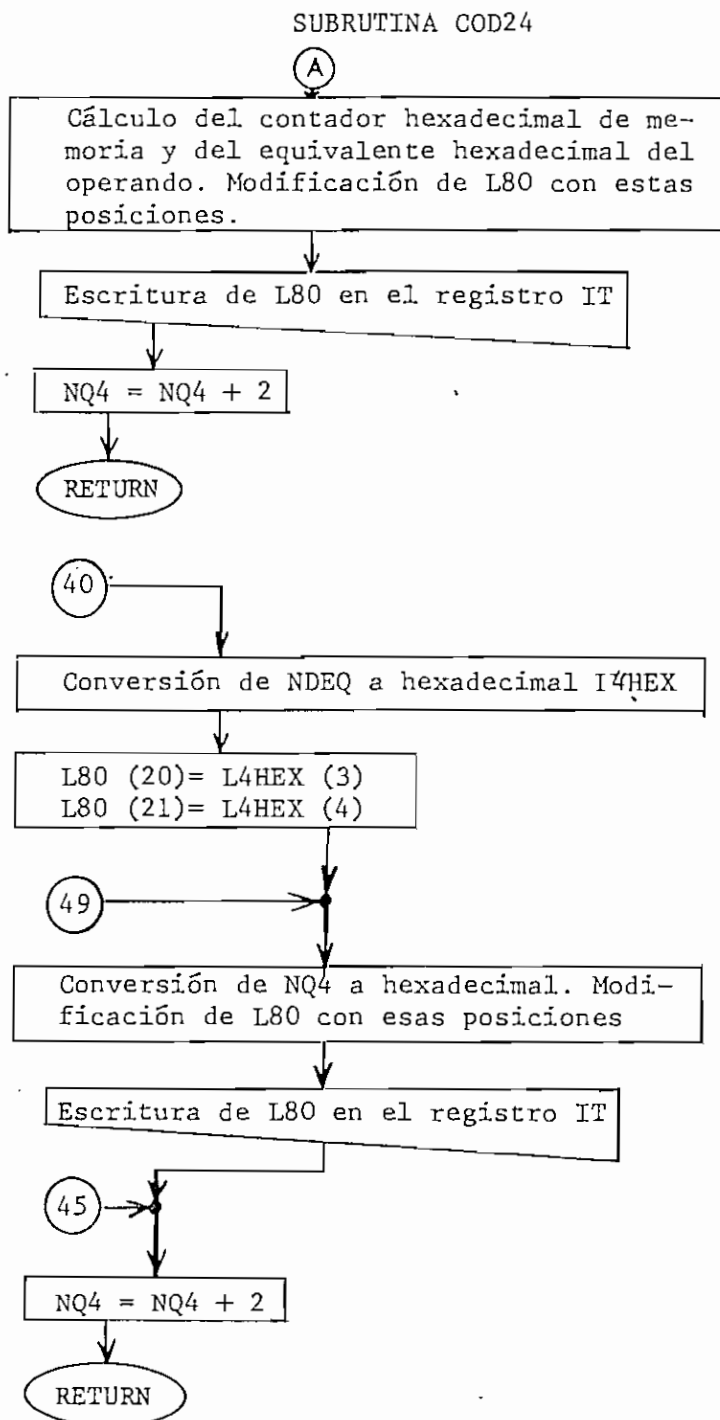 SUBRUTINA COD24
A
Cálculo del contador hexadecimal de me-
moria y del equivalente hexadecimal del
operando. Modificación de L80 con estas
posiciones.
Escritura de L80 en el registro IT
NQ4 = NQ4 + 2
RETURN
40
Conversión de NDEQ a hexadecimal I4HEX
L80 (20)= L4HEX (3)
L80 (21)= L4HEX (4)
49
Conversión de NQ4 a hexadecimal. Modi-
ficación de L80 con esas posiciones
Escritura de L80 en el registro IT
45
NQ4 = NQ4 + 2
RETURN